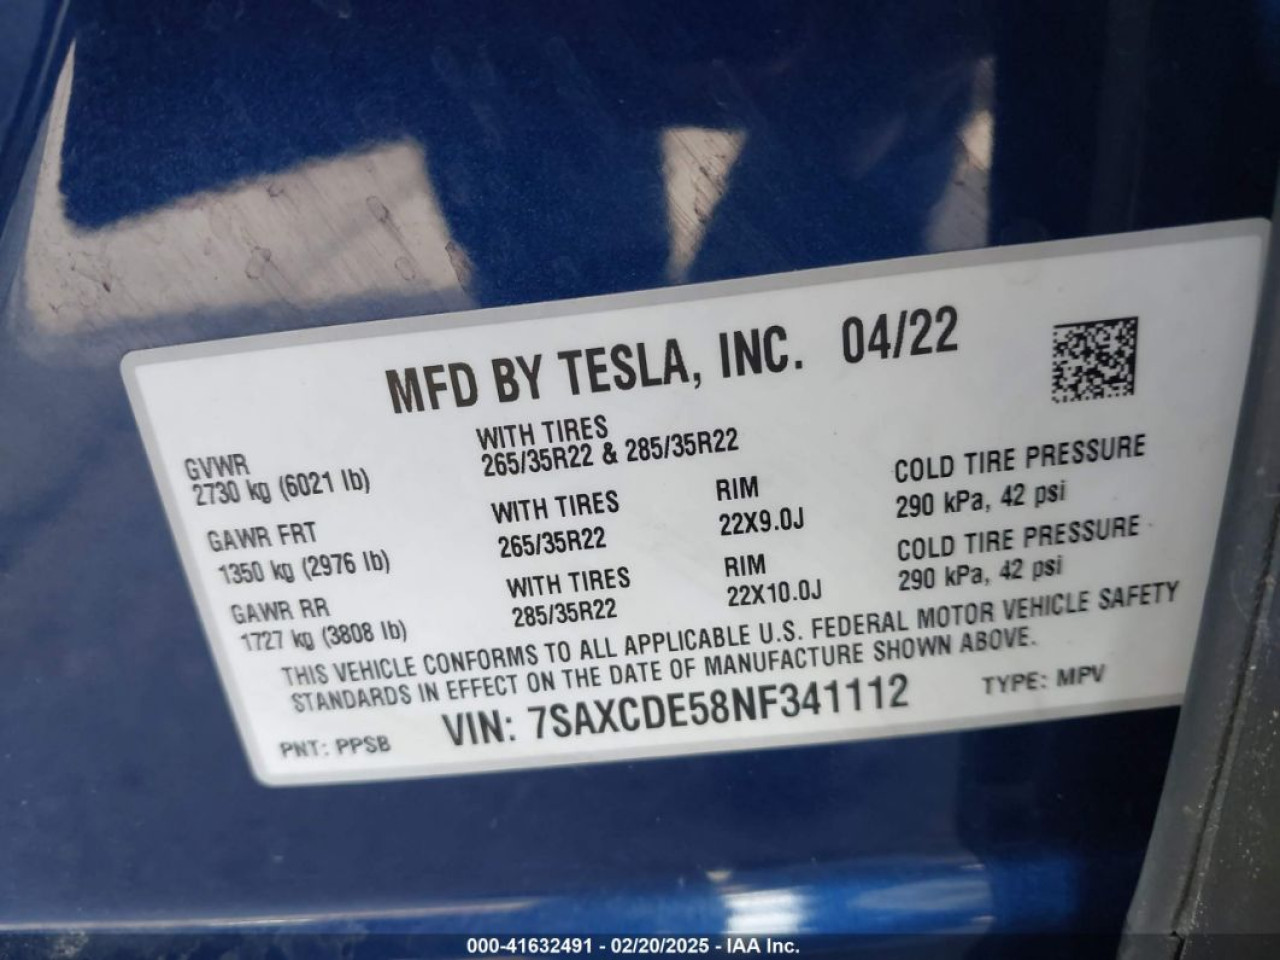 MFD BY TESLA, INC. 04/22
GVWR
2730 kg (6021 lb)
WITH TIRES
265/35R22 & 285/35R22
GAWR FRT
1350 kg (2976 lb)
WITH TIRES
265/35R22
RIM
22X9.0J
COLD TIRE PRESSURE
290 kPa, 42 psi
GAWR RR
1727 kg (3808 lb)
WITH TIRES
285/35R22
RIM
22X10.0J
COLD TIRE PRESSURE
290 kPa, 42 psi
THIS VEHICLE CONFORMS TO ALL APPLICABLE U.S. FEDERAL MOTOR VEHICLE SAFETY
STANDARDS IN EFFECT ON THE DATE OF MANUFACTURE SHOWN ABOVE.
PNT: PPSB VIN: 7SAXCDE58NF341112 TYPE: MPV
000-41632491 - 02/20/2025 - IAA Inc.